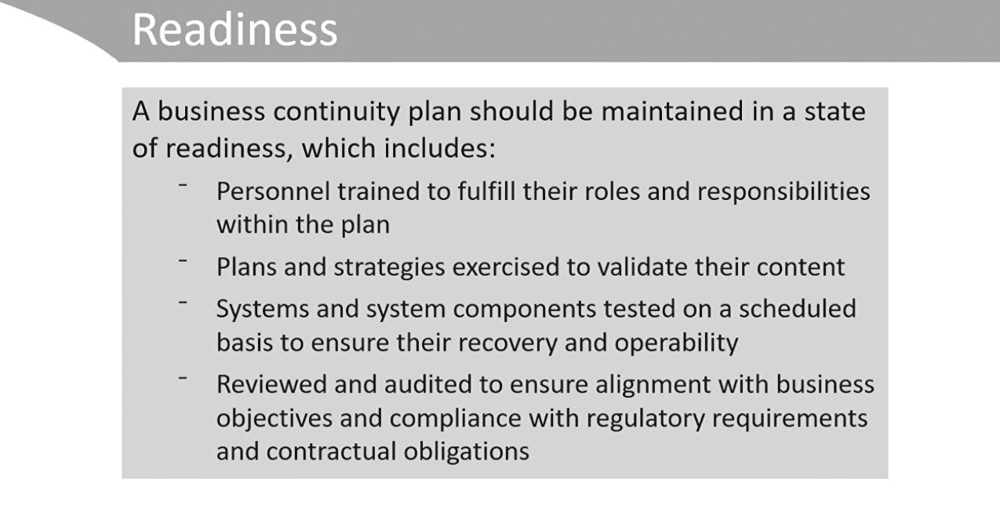 Readiness
A business continuity plan should be maintained in a state
of readiness, which includes:
- Personnel trained to fulfill their roles and responsibilities
within the plan
- Plans and strategies exercised to validate their content
- Systems and system components tested on a scheduled
basis to ensure their recovery and operability
- Reviewed and audited to ensure alignment with business
objectives and compliance with regulatory requirements
and contractual obligations